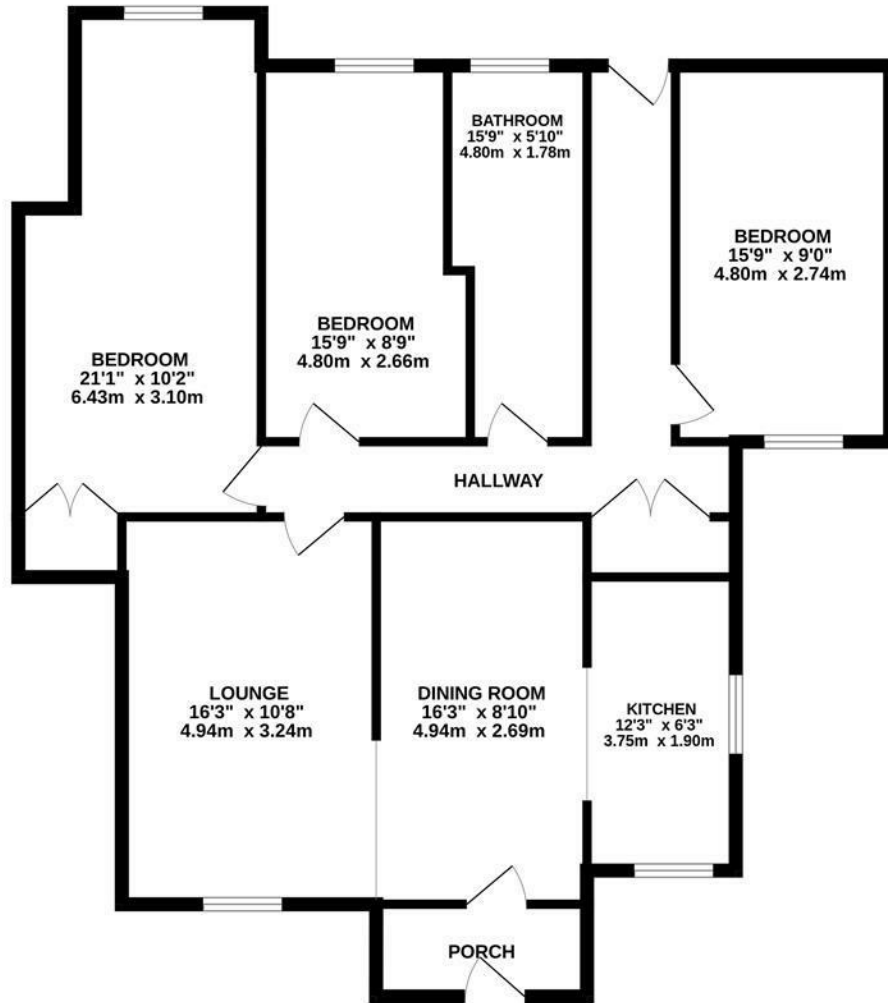 BATHROOM
15'9" x 5'10"
4.80m x 1.78m
BEDROOM
15'9" x 9'0"
4.80m x 2.74m
BEDROOM
15'9" x 8'9"
4.80m x 2.66m
BEDROOM
21'1" x 10'2"
6.43m x 3.10m
HALLWAY
LOUNGE
16'3" x 10'8"
4.94m x 3.24m
DINING ROOM
16'3" x 8'10"
4.94m x 2.69m
KITCHEN
12'3" x 6'3"
3.75m x 1.90m
PORCH